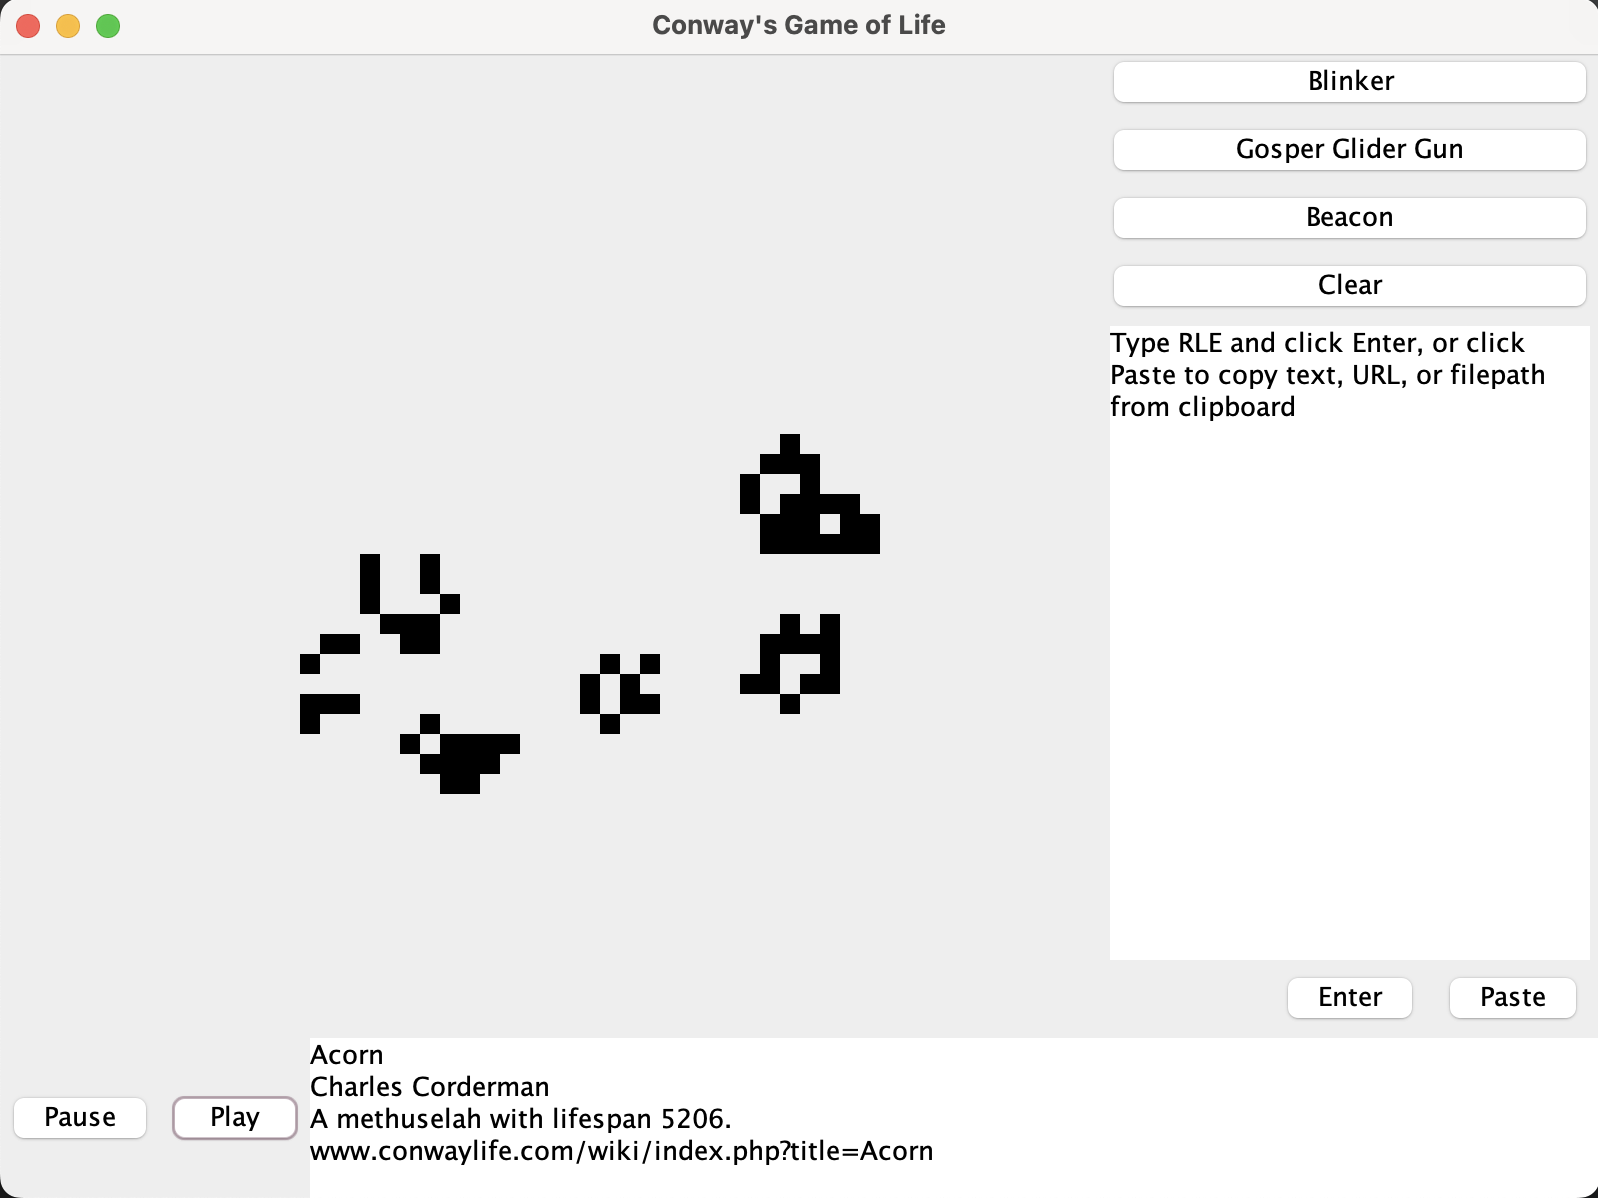 Conway's Game of Life
Blinker
Gosper Glider Gun
Beacon
Clear
Type RLE and click Enter, or click
Paste to copy text, URL, or filepath
from clipboard
Enter
Paste
Pause
Play
Acorn
Charles Corderman
A methuselah with lifespan 5206.
www.conwaylife.com/wiki/index.php?title=Acorn